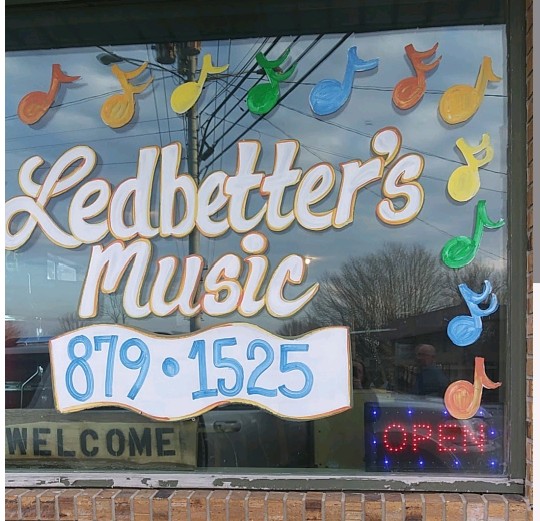 Ledbetter's
Music
879•1525
WELCOME
OPEN